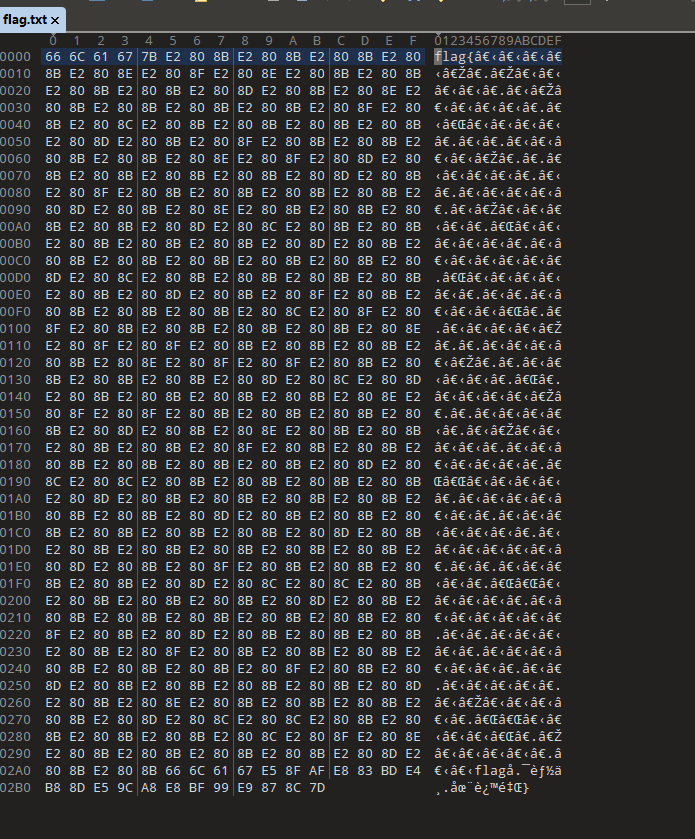 flag.txt ×
0 1 2 3 4 5 6 7 8 9 A B C D E F 0123456789ABCDEF
0000 66 6C 61 67 7B E2 80 8B E2 80 8B E2 80 8B E2 80 flag{â€‹â€‹â€‹â€
0010 8B E2 80 8E E2 80 8F E2 80 8E E2 80 8B E2 80 8B ‹â€Žâ€.â€Žâ€‹â€‹
0020 E2 80 8B E2 80 8B E2 80 8D E2 80 8B E2 80 8E E2 â€‹â€‹â€.â€‹â€Žâ
0030 80 8B E2 80 8B E2 80 8B E2 80 8B E2 80 8F E2 80 €‹â€‹â€‹â€‹â€.â€
0040 8B E2 80 8C E2 80 8B E2 80 8B E2 80 8B E2 80 8B ‹â€Œâ€‹â€‹â€‹â€‹
0050 E2 80 8D E2 80 8B E2 80 8F E2 80 8B E2 80 8B E2 â€.â€‹â€.â€‹â€‹â
0060 80 8B E2 80 8B E2 80 8E E2 80 8F E2 80 8D E2 80 €‹â€‹â€Žâ€.â€.â€
0070 8B E2 80 8B E2 80 8B E2 80 8B E2 80 8D E2 80 8B ‹â€‹â€‹â€‹â€.â€‹
0080 E2 80 8F E2 80 8B E2 80 8B E2 80 8B E2 80 8B E2 â€.â€‹â€‹â€‹â€‹â
0090 80 8D E2 80 8B E2 80 8E E2 80 8B E2 80 8B E2 80 €.â€‹â€Žâ€‹â€‹â€
00A0 8B E2 80 8B E2 80 8D E2 80 8C E2 80 8B E2 80 8B ‹â€‹â€.â€Œâ€‹â€‹
00B0 E2 80 8B E2 80 8B E2 80 8B E2 80 8D E2 80 8B E2 â€‹â€‹â€‹â€.â€‹â
00C0 80 8B E2 80 8B E2 80 8B E2 80 8B E2 80 8B E2 80 €‹â€‹â€‹â€‹â€‹â€
00D0 8D E2 80 8C E2 80 8B E2 80 8B E2 80 8B E2 80 8B .â€Œâ€‹â€‹â€‹â€‹
00E0 E2 80 8B E2 80 8D E2 80 8B E2 80 8F E2 80 8B E2 â€‹â€.â€‹â€.â€‹â
00F0 80 8B E2 80 8B E2 80 8B E2 80 8C E2 80 8F E2 80 €‹â€‹â€‹â€Œâ€.â€
0100 8F E2 80 8B E2 80 8B E2 80 8B E2 80 8B E2 80 8E .â€‹â€‹â€‹â€‹â€Ž
0110 E2 80 8F E2 80 8F E2 80 8B E2 80 8B E2 80 8B E2 â€.â€.â€‹â€‹â€‹â
0120 80 8B E2 80 8E E2 80 8F E2 80 8F E2 80 8B E2 80 €‹â€Žâ€.â€.â€‹â€
0130 8B E2 80 8B E2 80 8B E2 80 8D E2 80 8C E2 80 8D ‹â€‹â€‹â€.â€Œâ€.
0140 E2 80 8B E2 80 8B E2 80 8B E2 80 8B E2 80 8E E2 â€‹â€‹â€‹â€‹â€Žâ
0150 80 8F E2 80 8F E2 80 8B E2 80 8B E2 80 8B E2 80 €.â€.â€‹â€‹â€‹â€
0160 8B E2 80 8D E2 80 8B E2 80 8E E2 80 8B E2 80 8B ‹â€.â€‹â€Žâ€‹â€‹
0170 E2 80 8B E2 80 8B E2 80 8F E2 80 8B E2 80 8B E2 â€‹â€‹â€.â€‹â€‹â
0180 80 8B E2 80 8B E2 80 8B E2 80 8B E2 80 8D E2 80 €‹â€‹â€‹â€‹â€.â€
0190 8C E2 80 8C E2 80 8B E2 80 8B E2 80 8B E2 80 8B Œâ€Œâ€‹â€‹â€‹â€‹
01A0 E2 80 8D E2 80 8B E2 80 8B E2 80 8B E2 80 8B E2 â€.â€‹â€‹â€‹â€‹â
01B0 80 8B E2 80 8B E2 80 8D E2 80 8B E2 80 8B E2 80 €‹â€‹â€.â€‹â€‹â€
01C0 8B E2 80 8B E2 80 8B E2 80 8B E2 80 8D E2 80 8B ‹â€‹â€‹â€‹â€.â€‹
01D0 E2 80 8B E2 80 8B E2 80 8B E2 80 8B E2 80 8B E2 â€‹â€‹â€‹â€‹â€‹â
01E0 80 8D E2 80 8B E2 80 8F E2 80 8B E2 80 8B E2 80 €.â€‹â€.â€‹â€‹â€
01F0 8B E2 80 8B E2 80 8D E2 80 8C E2 80 8C E2 80 8B ‹â€‹â€.â€Œâ€Œâ€‹
0200 E2 80 8B E2 80 8B E2 80 8B E2 80 8D E2 80 8B E2 â€‹â€‹â€‹â€.â€‹â
0210 80 8B E2 80 8B E2 80 8B E2 80 8B E2 80 8B E2 80 €‹â€‹â€‹â€‹â€‹â€
0220 8F E2 80 8B E2 80 8D E2 80 8B E2 80 8B E2 80 8B .â€‹â€.â€‹â€‹â€‹
0230 E2 80 8B E2 80 8F E2 80 8B E2 80 8B E2 80 8B E2 â€‹â€.â€‹â€‹â€‹â
0240 80 8B E2 80 8B E2 80 8B E2 80 8F E2 80 8B E2 80 €‹â€‹â€‹â€.â€‹â€
0250 8D E2 80 8B E2 80 8B E2 80 8B E2 80 8B E2 80 8D .â€‹â€‹â€‹â€‹â€.
0260 E2 80 8B E2 80 8E E2 80 8B E2 80 8B E2 80 8B E2 â€‹â€Žâ€‹â€‹â€‹â
0270 80 8B E2 80 8D E2 80 8C E2 80 8C E2 80 8B E2 80 €‹â€.â€Œâ€Œâ€‹â€
0280 8B E2 80 8B E2 80 8B E2 80 8C E2 80 8F E2 80 8E ‹â€‹â€‹â€Œâ€.â€Ž
0290 E2 80 8B E2 80 8B E2 80 8B E2 80 8B E2 80 8D E2 â€‹â€‹â€‹â€‹â€.â
02A0 80 8B E2 80 8B 66 6C 61 67 E5 8F AF E8 83 BD E4 €‹â€‹flagå.¯èƒ½ä
02B0 B8 8D E5 9C A8 E8 BF 99 E9 87 8C 7D ¸.åœ¨è¿™é‡Œ}